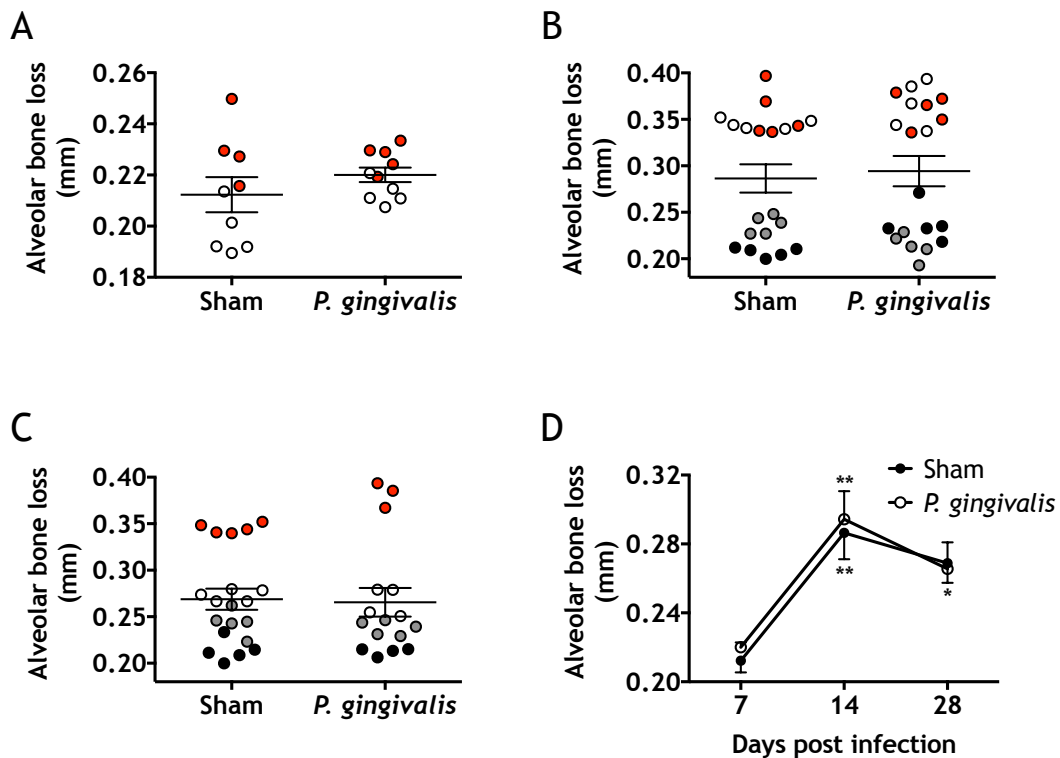 A
Alveolar bone loss
(mm)
0.26
0.24
0.22
0.20
0.18
Sham
P. gingivalis
B
Alveolar bone loss
(mm)
0.40
0.35
0.30
0.25
0.20
Sham
P. gingivalis
C
Alveolar bone loss
(mm)
0.40
0.35
0.30
0.25
0.20
Sham
P. gingivalis
D
Alveolar bone loss
(mm)
0.32
0.28
0.24
0.20
Sham
P. gingivalis
**
**
*
7 14 28
Days post infection